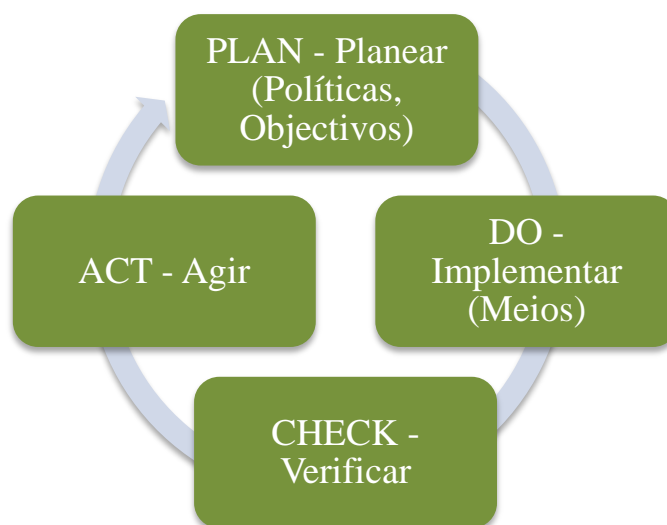 PLAN - Planear
(Políticas,
Objectivos)
DO -
Implementar
(Meios)
CHECK -
Verificar
ACT - Agir